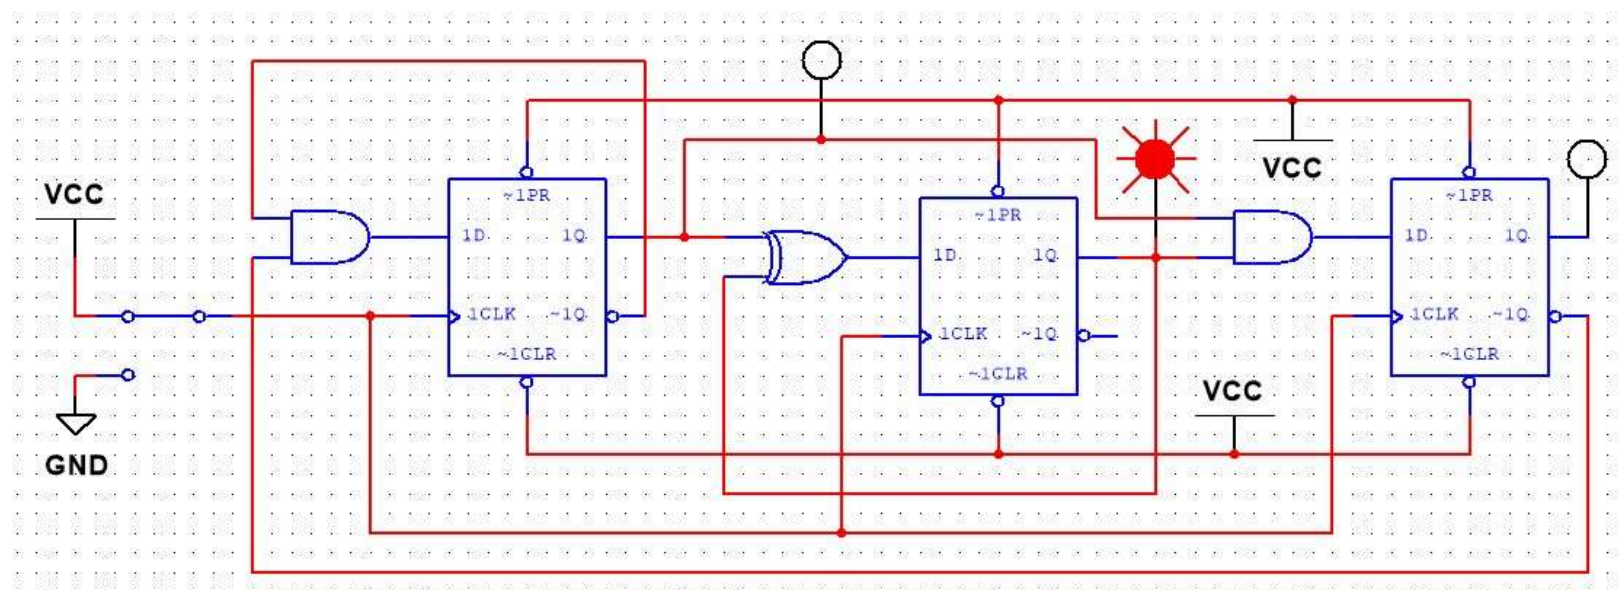 VCC
GND
~1PR
1D 1Q
1CLK ~1Q
~1CLR
~1PR
1D 1Q
1CLK ~1Q
~1CLR
VCC
VCC
~1PR
1D 1Q
1CLK ~1Q
~1CLR